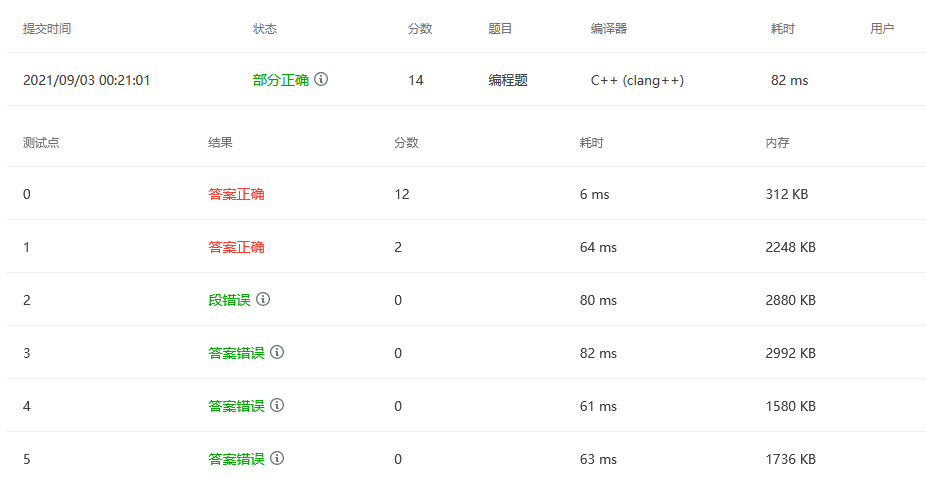 提交时间 状态 分数 题目 编译器 耗时 用户
2021/09/03 00:21:01 部分正确 14 编程题 C++ (clang++) 82 ms
测试点 结果 分数 耗时 内存
0 答案正确 12 6 ms 312 KB
1 答案正确 2 64 ms 2248 KB
2 段错误 0 80 ms 2880 KB
3 答案错误 0 82 ms 2992 KB
4 答案错误 0 61 ms 1580 KB
5 答案错误 0 63 ms 1736 KB